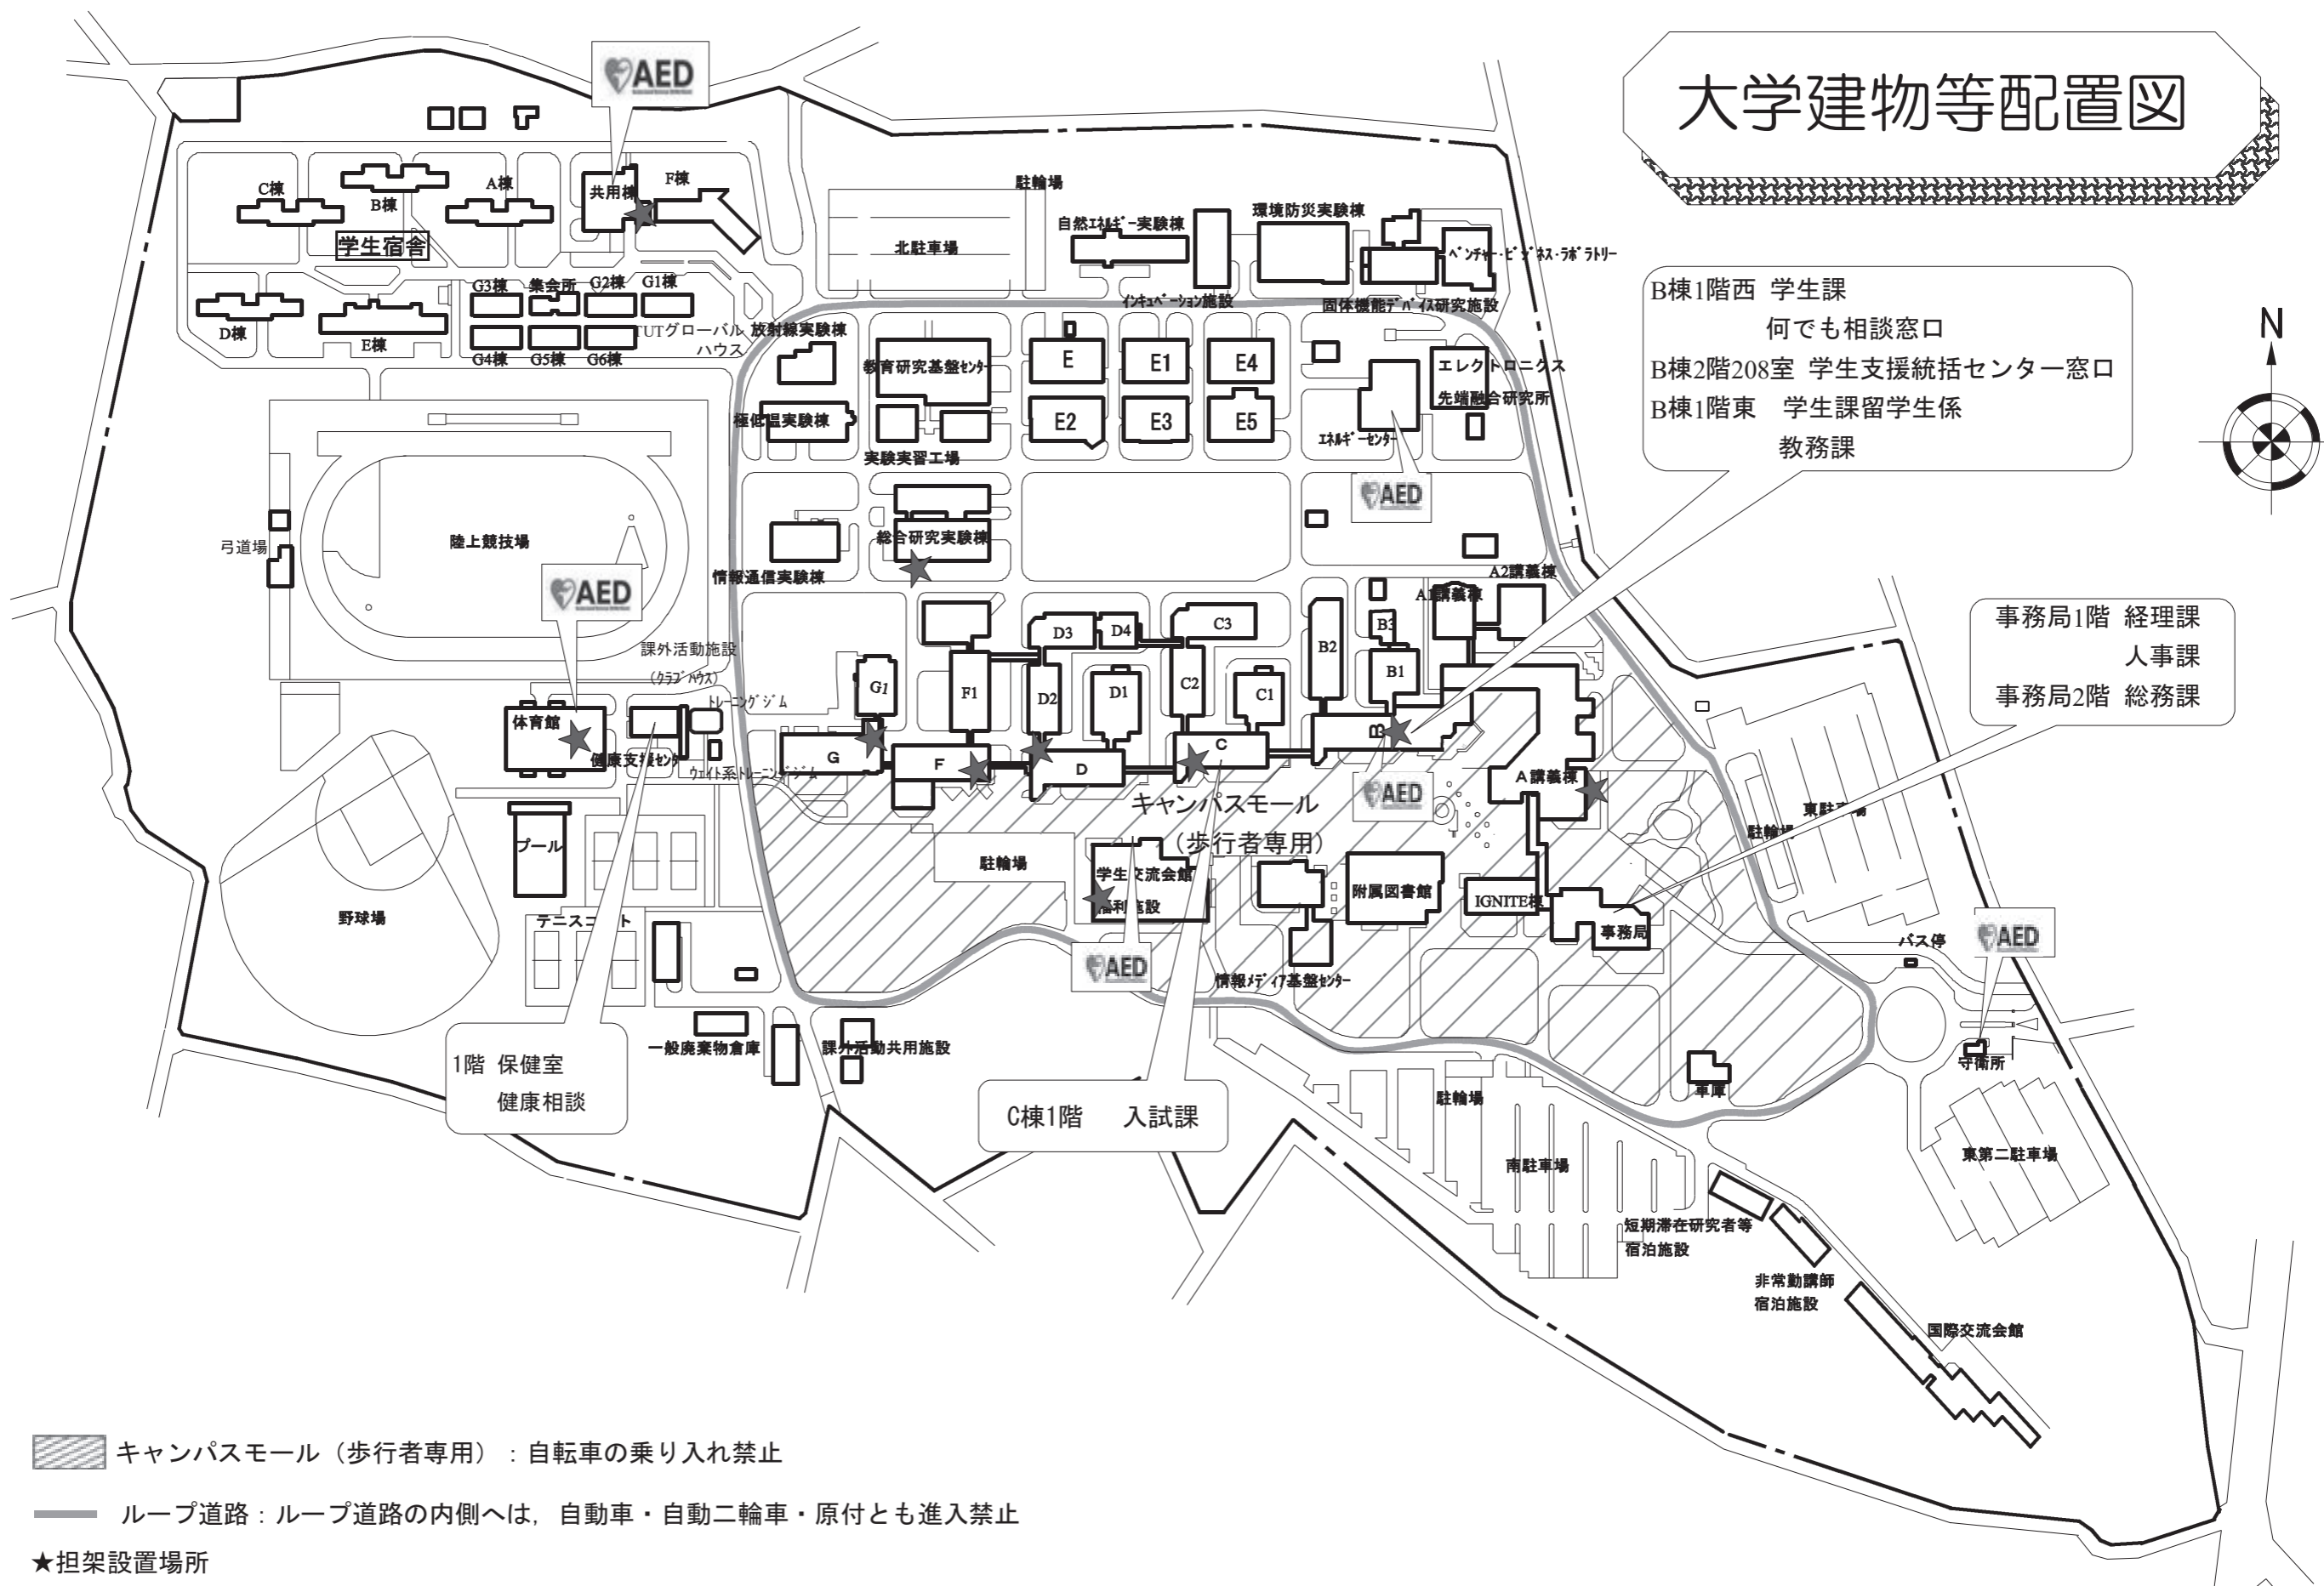 大学建物等配置図
AED
C棟
B棟
A棟
共用棟
F棟
学生宿舎
D棟
E棟
G3棟
集会所
G2棟
G1棟
G4棟
G5棟
G6棟
TUTグローバル
ハウス
駐輪場
北駐車場
自然エネルギー実験棟
環境防災実験棟
ベンチャー・ビジネス・ラボラトリー
インキュベーション施設
固体機能デバイス研究施設
B棟1階西 学生課
何でも相談窓口
B棟2階208室 学生支援統括センター窓口
B棟1階東 学生課留学生係
教務課
N
放射線実験棟
教育研究基盤センター
極低温実験棟
実験実習工場
E
E1
E4
E2
E3
E5
エネルギーセンター
エレクトロニクス
先端融合研究所
AED
弓道場
陸上競技場
AED
情報通信実験棟
総合研究実験棟
A1講義棟
A2講義棟
事務局1階 経理課
人事課
事務局2階 総務課
課外活動施設
(クラブハウス)
トレーニングジム
体育館
健康支援センター
ウェイト系トレーニングジム
G1
G
F1
F
D3
D4
D2
D1
D
C3
C2
C1
C
B2
B3
B1
B
A講義棟
AED
キャンパスモール
(歩行者専用)
プール
野球場
テニスコート
駐輪場
学生交流会館
福利施設
附属図書館
IGNITE棟
事務局
情報メディア基盤センター
AED
駐輪場
東駐車場
バス停
AED
守衛所
車庫
1階 保健室
健康相談
一般廃棄物倉庫
課外活動共用施設
C棟1階 入試課
駐輪場
南駐車場
東第二駐車場
短期滞在研究者等
宿泊施設
非常勤講師
宿泊施設
国際交流会館
キャンパスモール（歩行者専用）：自転車の乗り入れ禁止
ループ道路：ループ道路の内側へは，自動車・自動二輪車・原付とも進入禁止
★担架設置場所